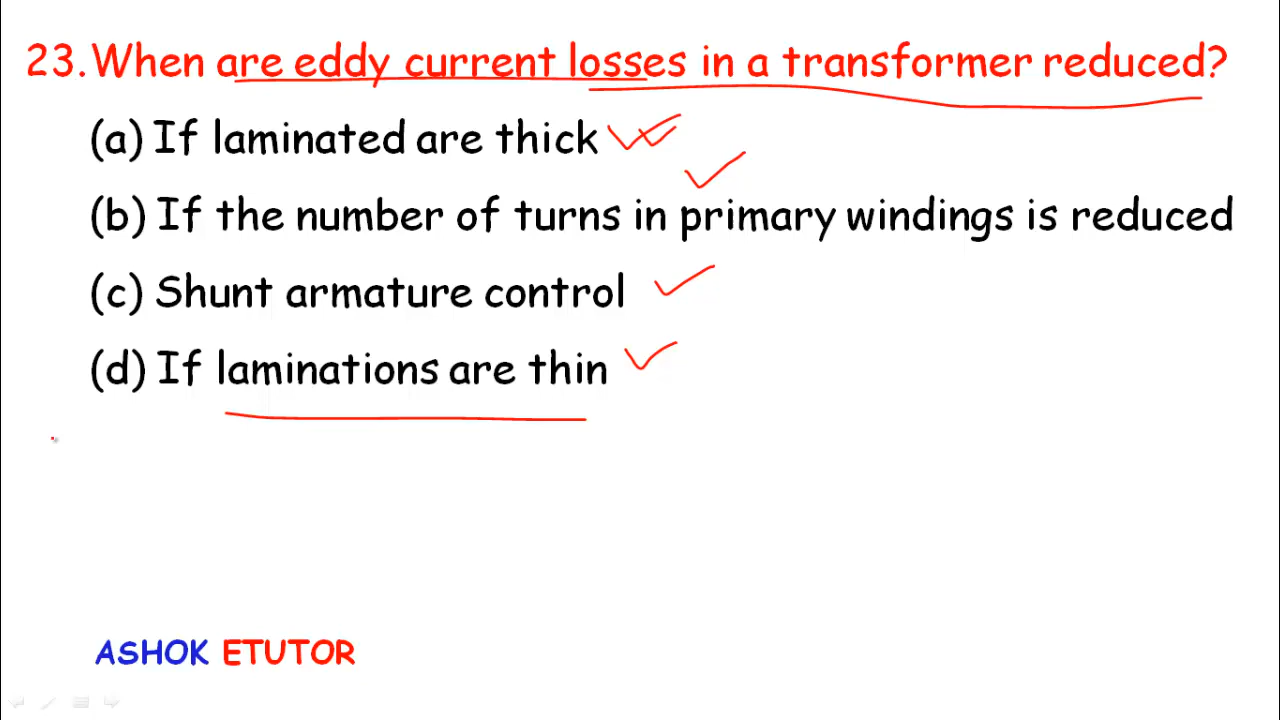 23. When are eddy current losses in a transformer reduced?
(a) If laminated are thick
(b) If the number of turns in primary windings is reduced
(c) Shunt armature control
(d) If laminations are thin
ASHOK ETUTOR